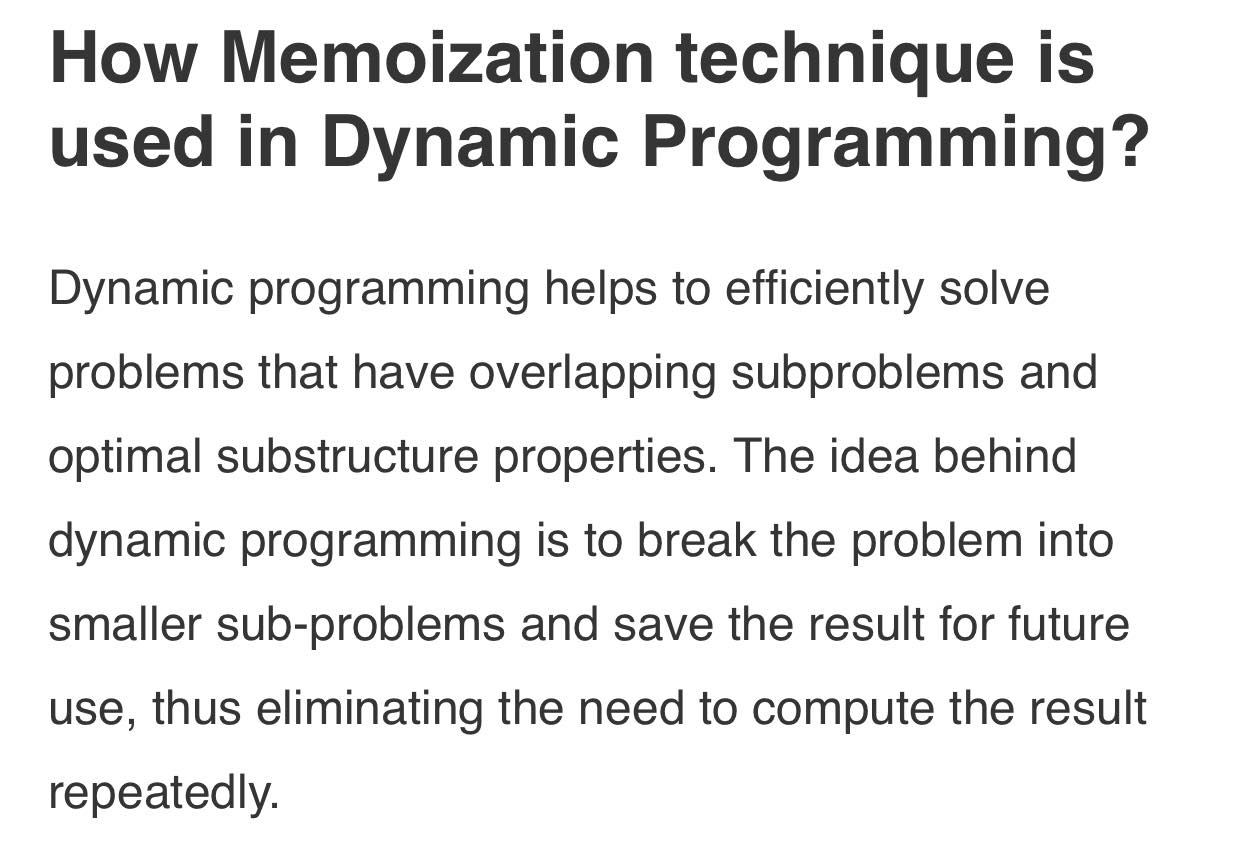 How Memoization technique is
used in Dynamic Programming?
Dynamic programming helps to efficiently solve
problems that have overlapping subproblems and
optimal substructure properties. The idea behind
dynamic programming is to break the problem into
smaller sub-problems and save the result for future
use, thus eliminating the need to compute the result
repeatedly.